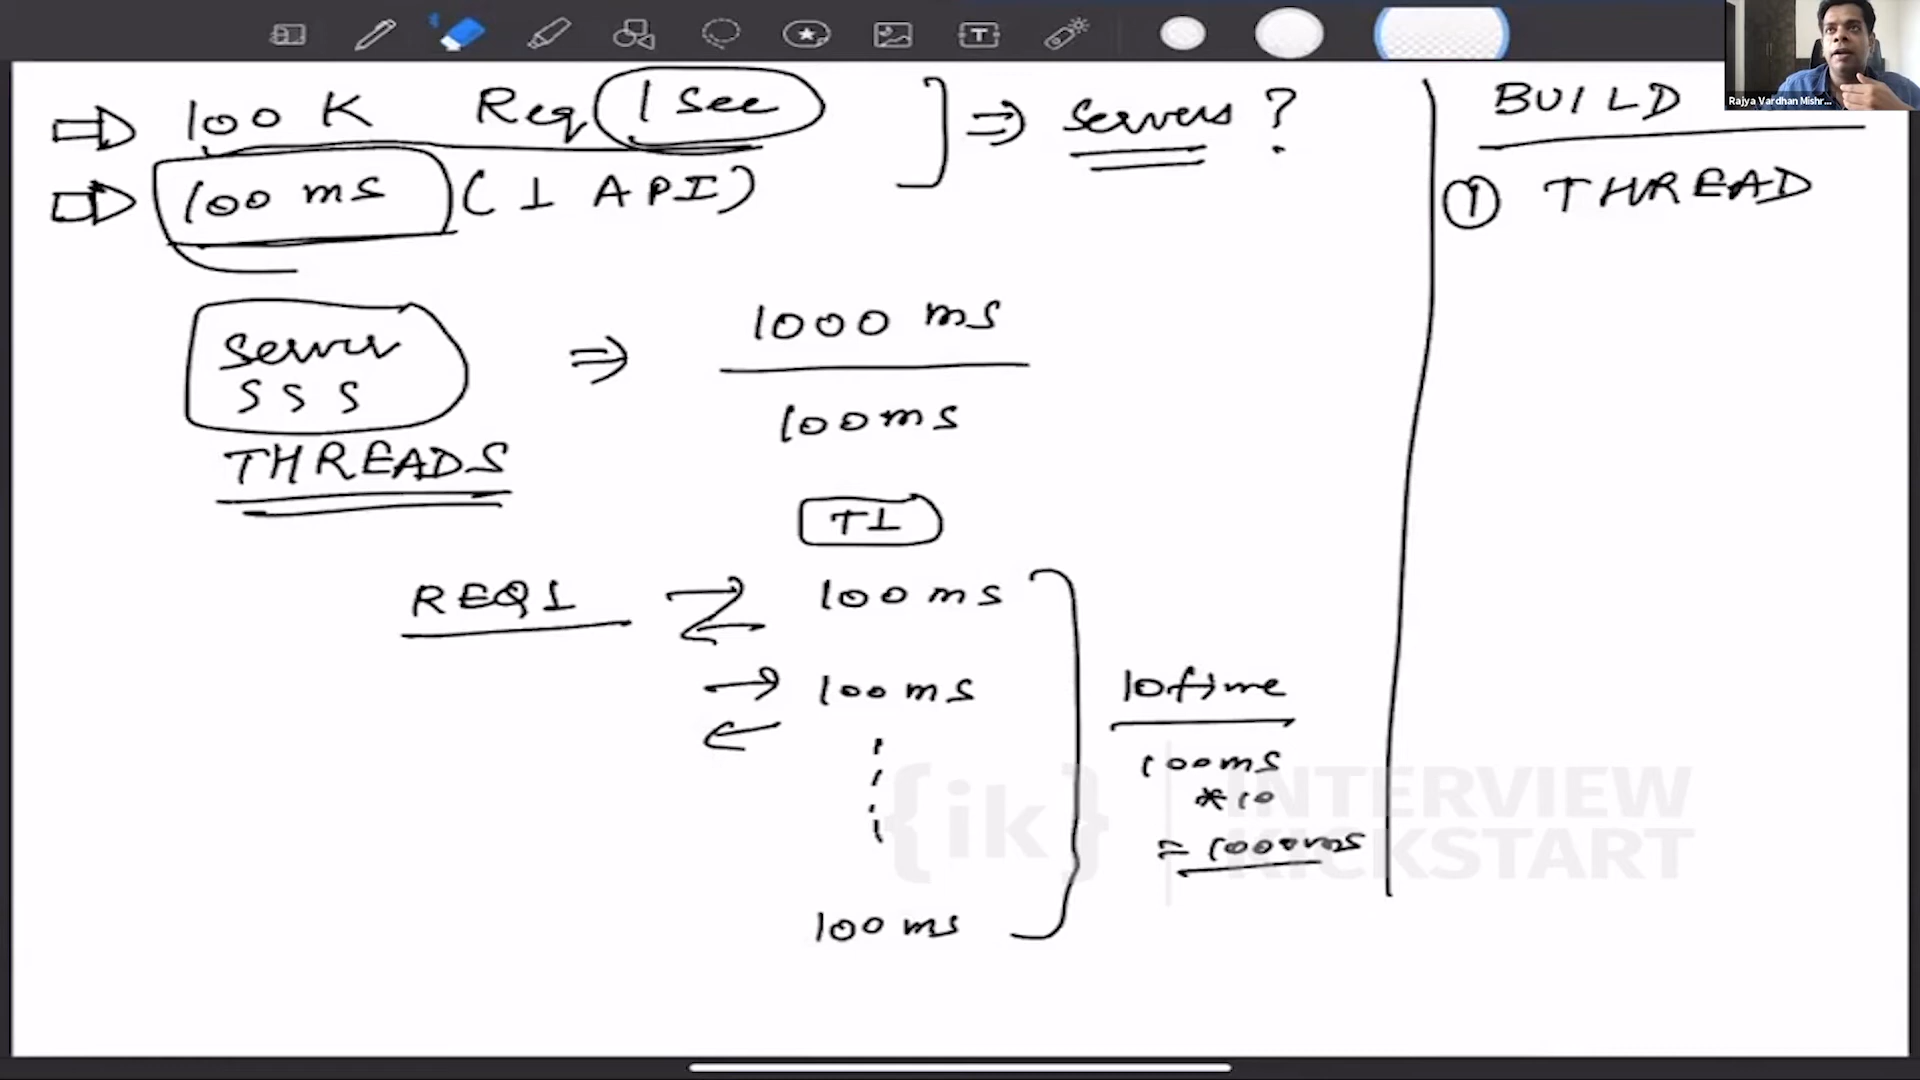 Rajya Vardhan Mishr...
100 K Req 1 Sec
100 ms (1 API)
=> Servers ?
BUILD
① THREAD
Server
S S S
THREADS
=> 1000 ms
100ms
T1
REQ1
100 ms
100 ms
100 ms
10 time
100ms
*10
= 1000ms
{ik} INTERVIEW
KICKSTART